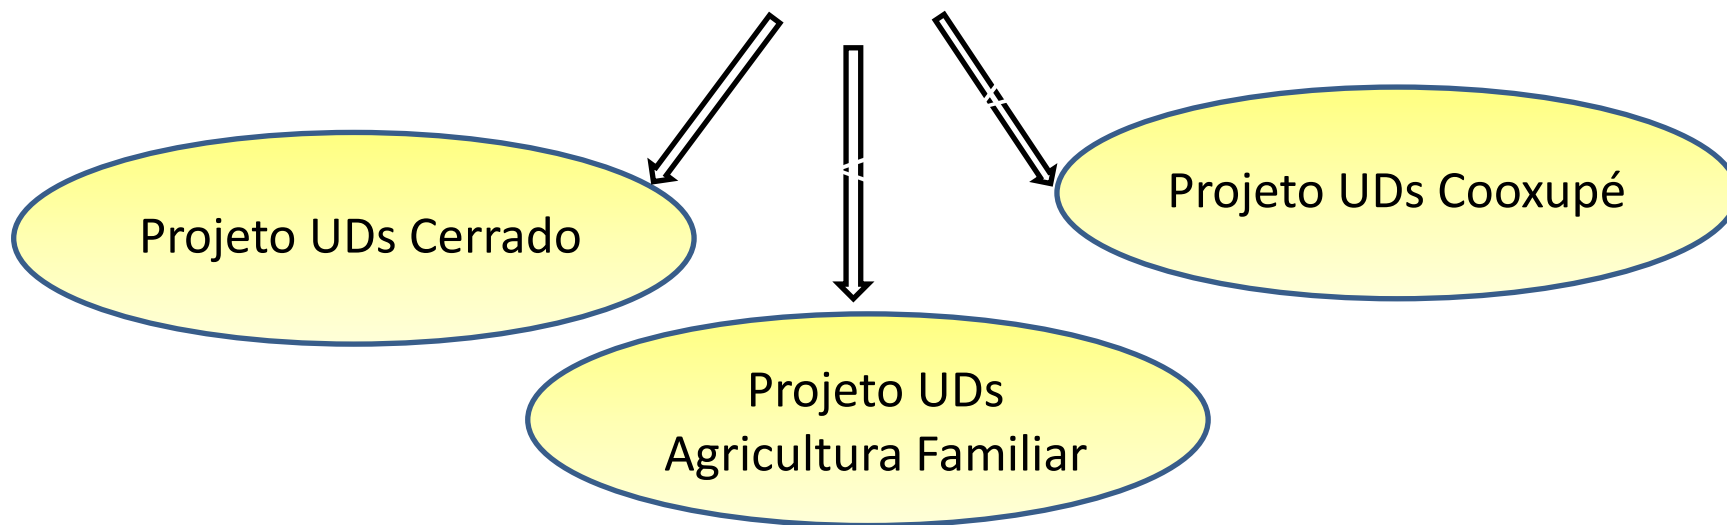 Projeto UDs Cerrado
Projeto UDs Cooxupé
Projeto UDs
Agricultura Familiar